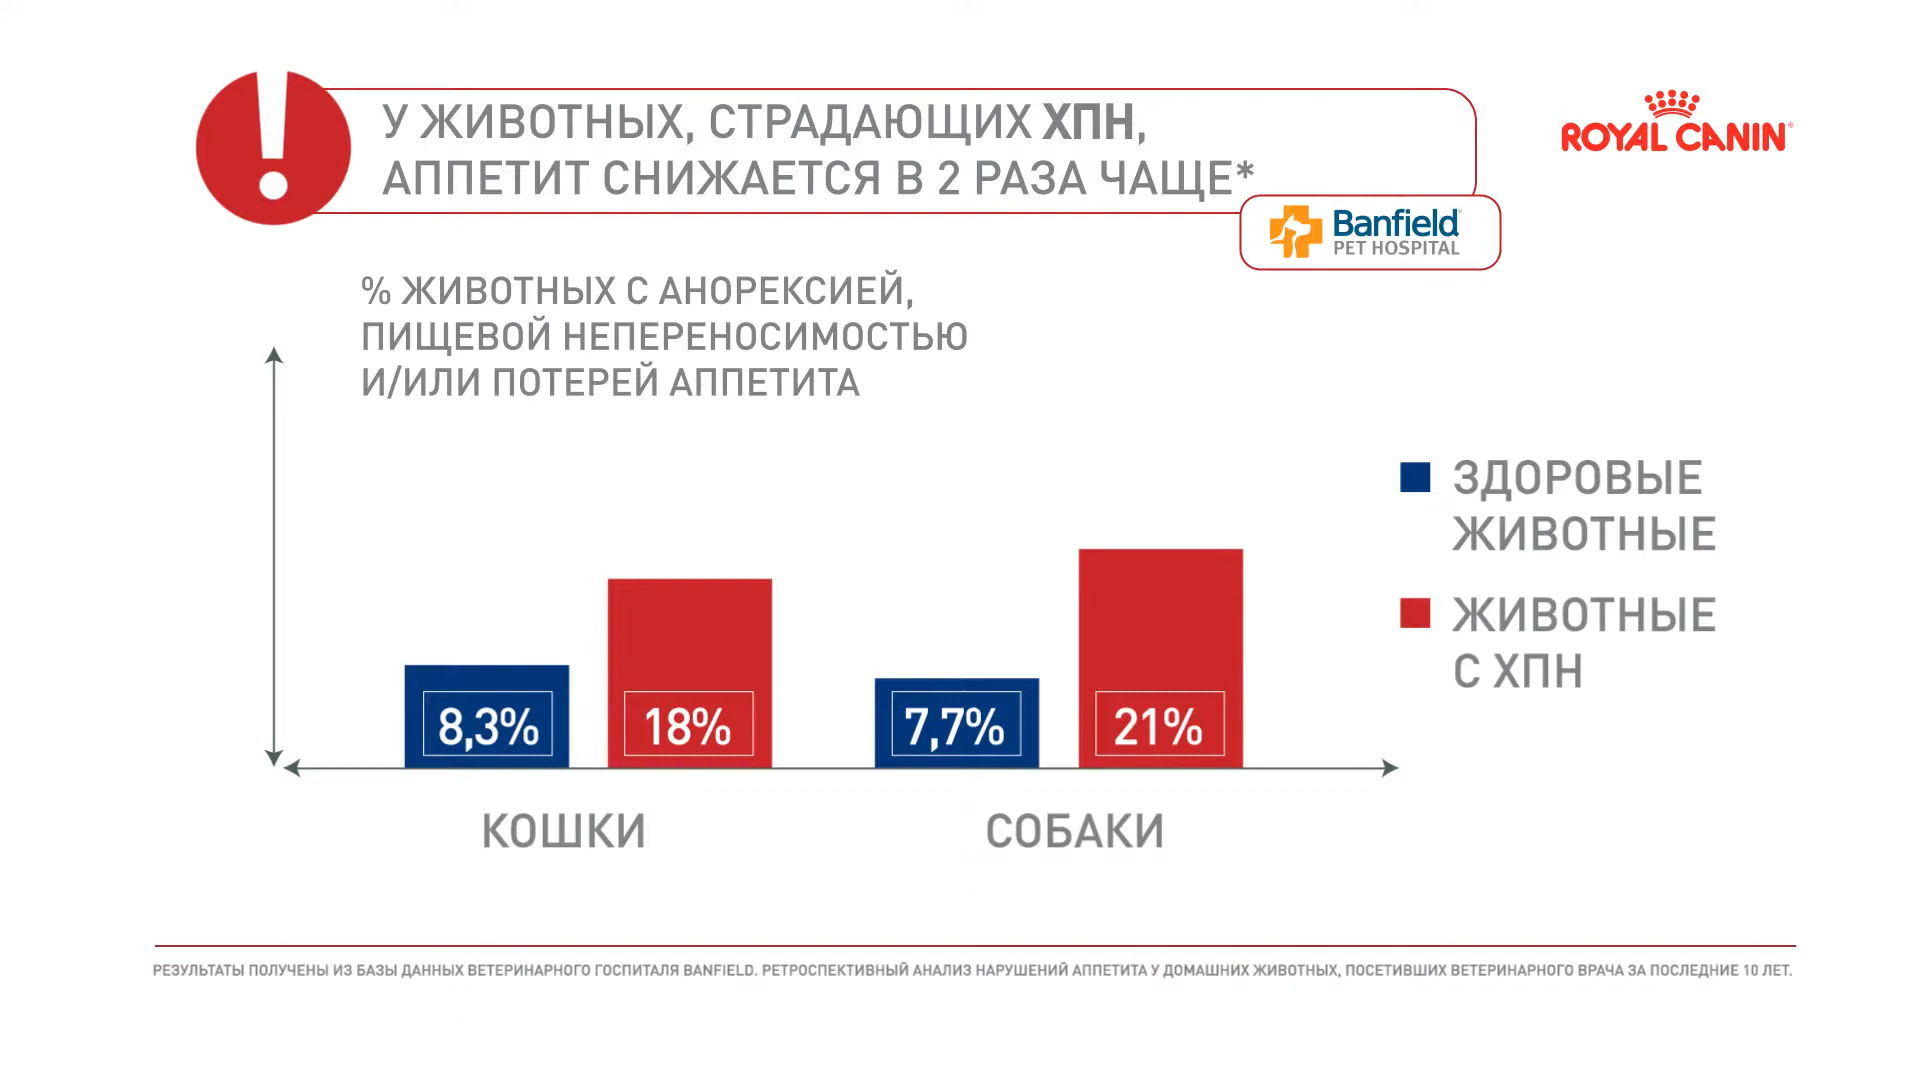 У ЖИВОТНЫХ, СТРАДАЮЩИХ ХПН,
АППЕТИТ СНИЖАЕТСЯ В 2 РАЗА ЧАЩЕ*
ROYAL CANIN
Banfield
PET HOSPITAL
% ЖИВОТНЫХ С АНОРЕКСИЕЙ,
ПИЩЕВОЙ НЕПЕРЕНОСИМОСТЬЮ
И/ИЛИ ПОТЕРЕЙ АППЕТИТА
ЗДОРОВЫЕ
ЖИВОТНЫЕ
ЖИВОТНЫЕ
С ХПН
8,3%
18%
7,7%
21%
КОШКИ
СОБАКИ
РЕЗУЛЬТАТЫ ПОЛУЧЕНЫ ИЗ БАЗЫ ДАННЫХ ВЕТЕРИНАРНОГО ГОСПИТАЛЯ BANFIELD. РЕТРОСПЕКТИВНЫЙ АНАЛИЗ НАРУШЕНИЙ АППЕТИТА У ДОМАШНИХ ЖИВОТНЫХ, ПОСЕТИВШИХ ВЕТЕРИНАРНОГО ВРАЧА ЗА ПОСЛЕДНИЕ 10 ЛЕТ.